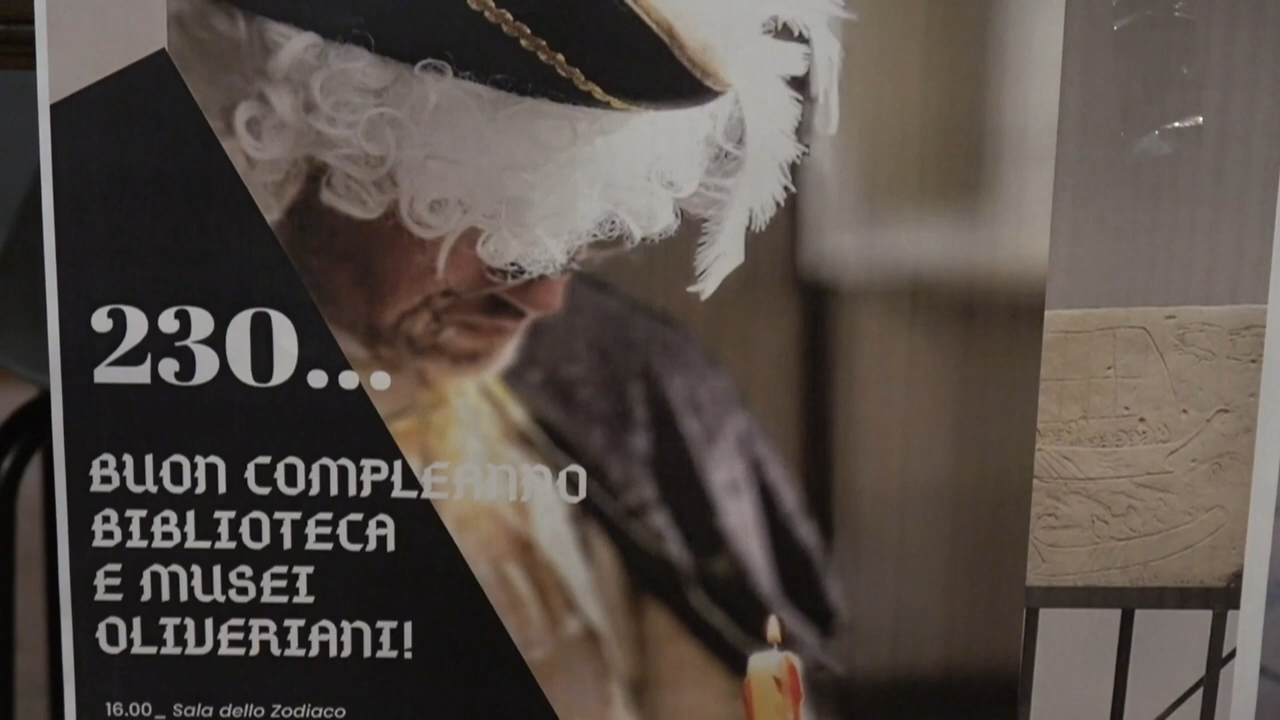 230...
BUON COMPLEANNO
BIBLIOTECA
E MUSEI
OLIVERIANI!
16.00_ Sala dello Zodiaco